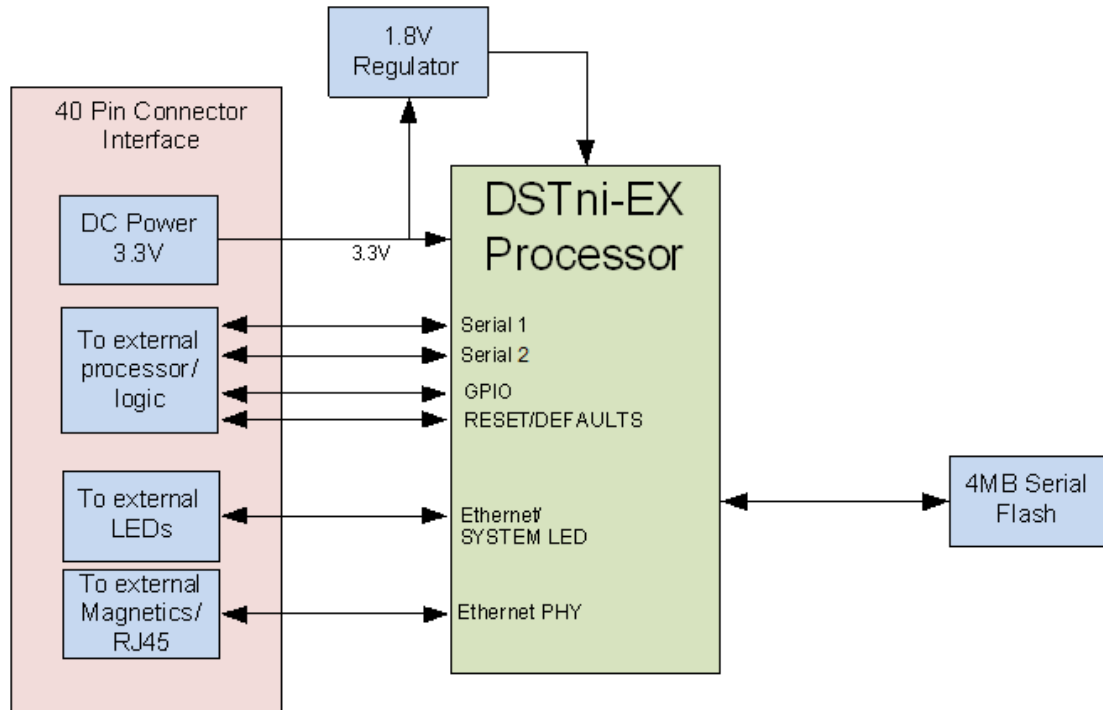 1.8V
Regulator
40 Pin Connector
Interface
DC Power
3.3V
3.3V
DSTni-EX
Processor
To external
processor/
logic
Serial 1
Serial 2
GPIO
RESET/DEFAULTS
To external
LEDs
Ethernet/
SYSTEM LED
4MB Serial
Flash
To external
Magnetics/
RJ45
Ethernet PHY